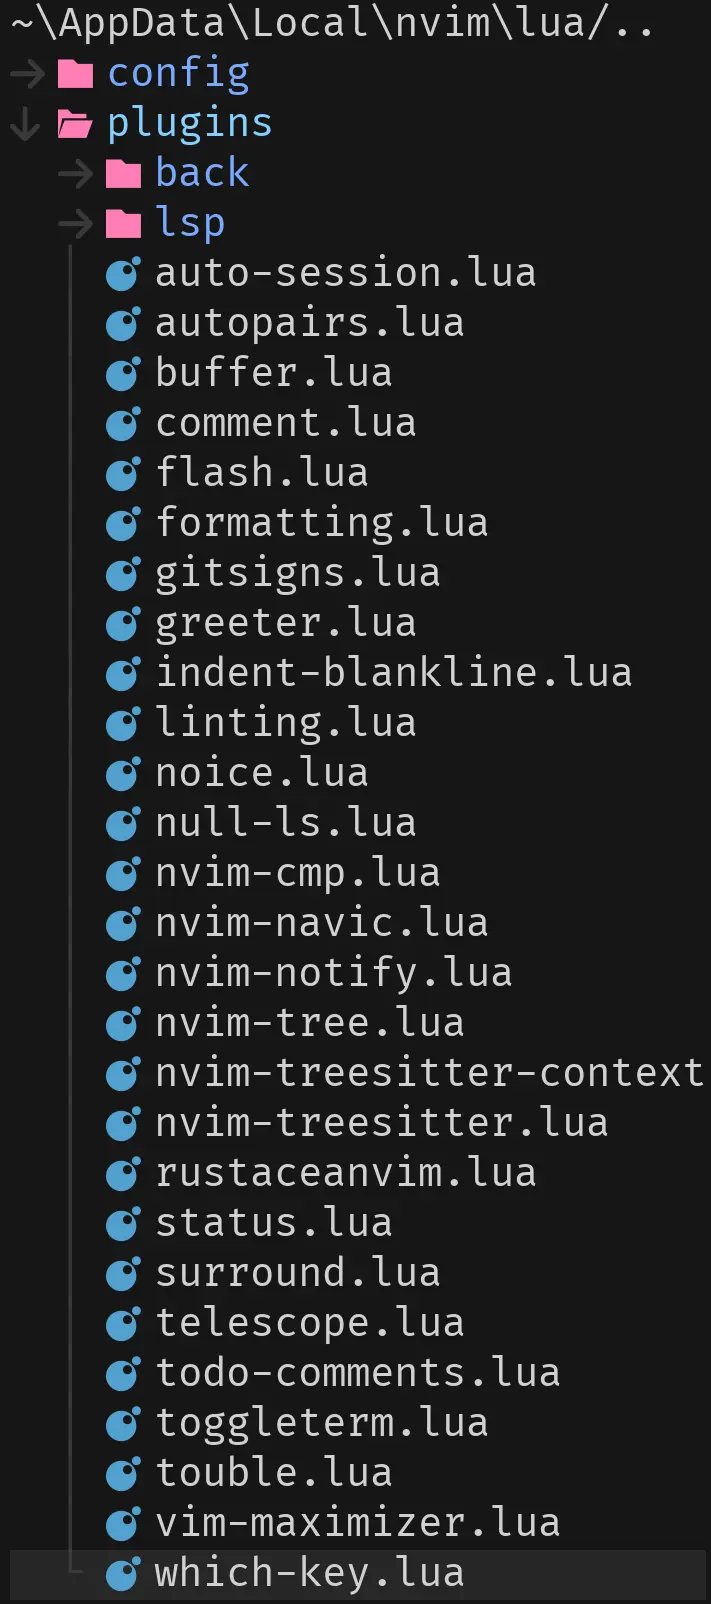 ~\AppData\Local\nvim\lua/..
config
plugins
back
lsp
auto-session.lua
autopairs.lua
buffer.lua
comment.lua
flash.lua
formatting.lua
gitsigns.lua
greeter.lua
indent-blankline.lua
linting.lua
noice.lua
null-ls.lua
nvim-cmp.lua
nvim-navic.lua
nvim-notify.lua
nvim-tree.lua
nvim-treesitter-context
nvim-treesitter.lua
rustaceanvim.lua
status.lua
surround.lua
telescope.lua
todo-comments.lua
toggleterm.lua
touble.lua
vim-maximizer.lua
which-key.lua